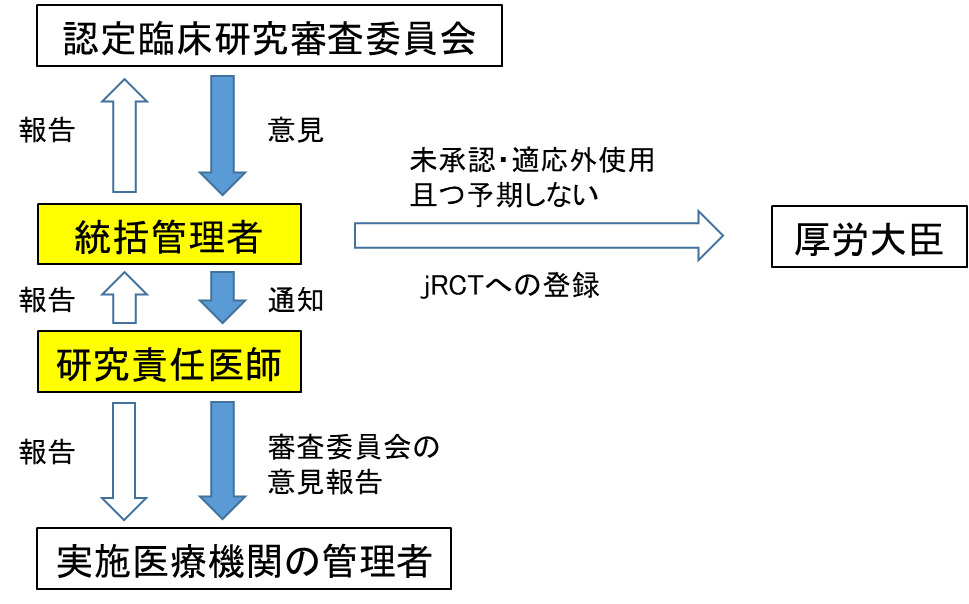 認定臨床研究審査委員会
報告
意見
未承認・適応外使用
且つ予期しない
統括管理者
厚労大臣
jRCTへの登録
報告
通知
研究責任医師
報告
審査委員会の
意見報告
実施医療機関の管理者